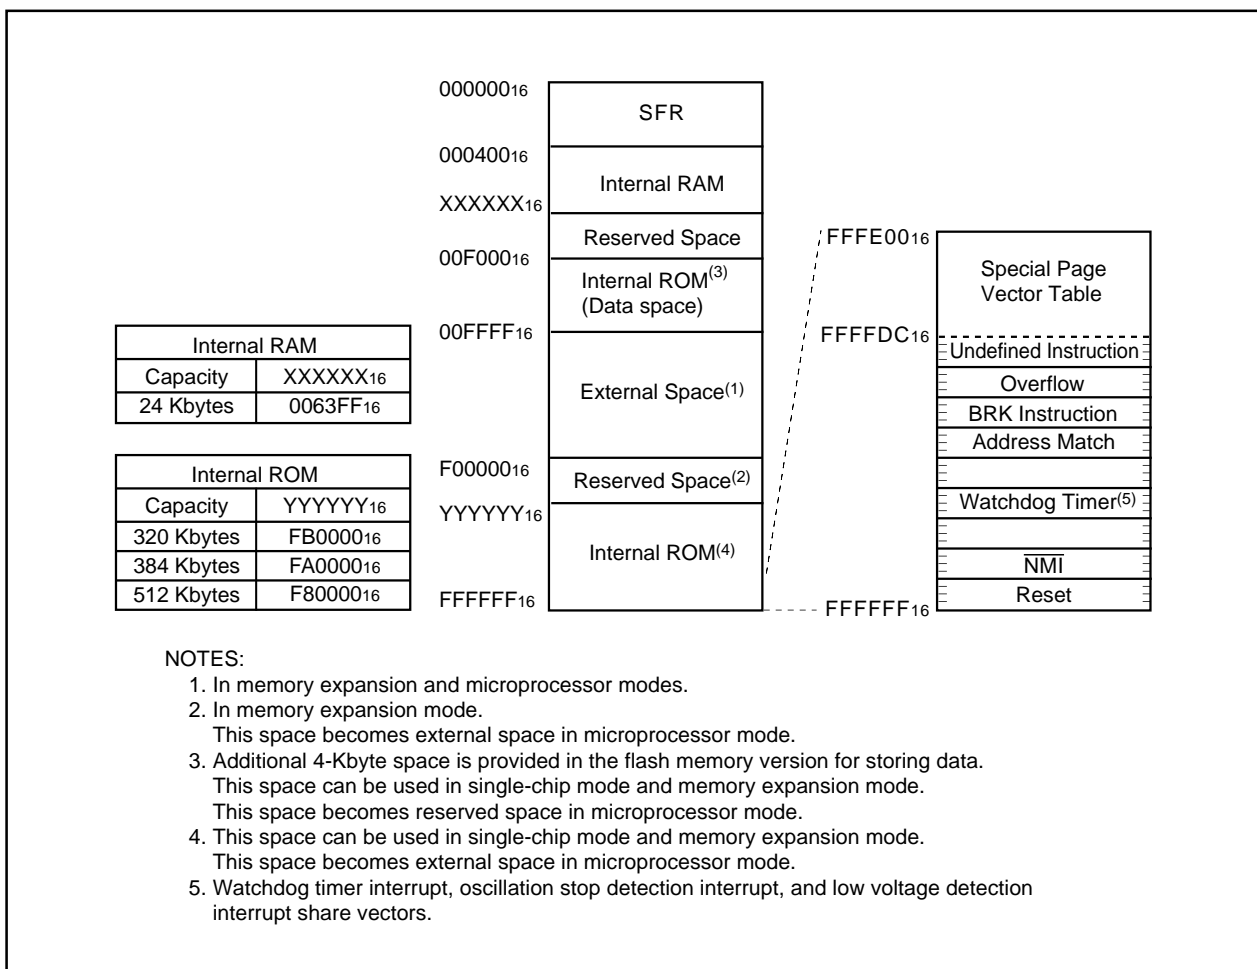 000000₁₆
SFR
000400₁₆
Internal RAM
XXXXXX₁₆
Reserved Space
00F000₁₆
Internal ROM(3)
(Data space)
00FFFF₁₆
External Space(1)
F00000₁₆
Reserved Space(2)
YYYYYY₁₆
Internal ROM(4)
FFFFFF₁₆
FFFE00₁₆
Special Page
Vector Table
FFFFDC₁₆
Undefined Instruction
Overflow
BRK Instruction
Address Match
Watchdog Timer(5)
NMI
Reset
FFFFFF₁₆
Internal RAM
Capacity XXXXXX₁₆
24 Kbytes 0063FF₁₆
Internal ROM
Capacity YYYYYY₁₆
320 Kbytes FB0000₁₆
384 Kbytes FA0000₁₆
512 Kbytes F80000₁₆
NOTES:
1. In memory expansion and microprocessor modes.
2. In memory expansion mode.
This space becomes external space in microprocessor mode.
3. Additional 4-Kbyte space is provided in the flash memory version for storing data.
This space can be used in single-chip mode and memory expansion mode.
This space becomes reserved space in microprocessor mode.
4. This space can be used in single-chip mode and memory expansion mode.
This space becomes external space in microprocessor mode.
5. Watchdog timer interrupt, oscillation stop detection interrupt, and low voltage detection
interrupt share vectors.